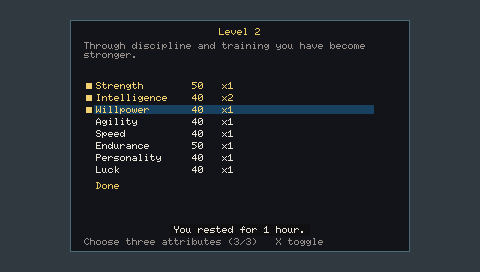 Level 2
Through discipline and training you have become
stronger.
Strength 50 x1
Intelligence 40 x2
Willpower 40 x1
Agility 40 x1
Speed 40 x1
Endurance 50 x1
Personality 40 x1
Luck 40 x1
Done
You rested for 1 hour.
Choose three attributes (3/3) X toggle